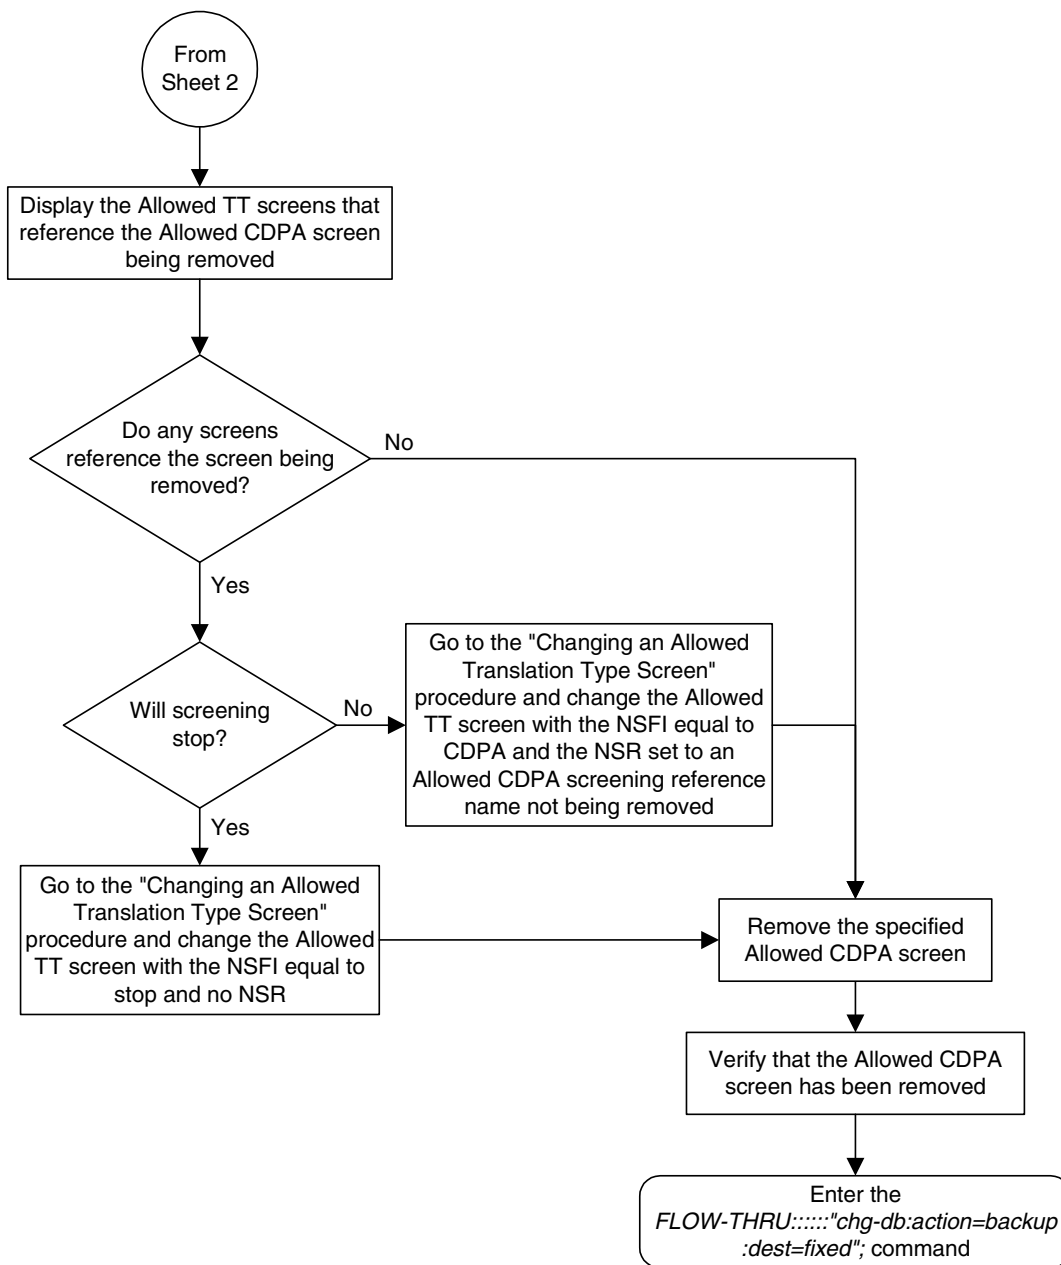 From
Sheet 2
Display the Allowed TT screens that
reference the Allowed CDPA screen
being removed
Do any screens
reference the screen being
removed?
No
Yes
Will screening
stop?
No
Go to the "Changing an Allowed
Translation Type Screen"
procedure and change the Allowed
TT screen with the NSFI equal to
CDPA and the NSR set to an
Allowed CDPA screening reference
name not being removed
Yes
Go to the "Changing an Allowed
Translation Type Screen"
procedure and change the Allowed
TT screen with the NSFI equal to
stop and no NSR
Remove the specified
Allowed CDPA screen
Verify that the Allowed CDPA
screen has been removed
Enter the
FLOW-THRU::::::"chg-db:action=backup
:dest=fixed"; command